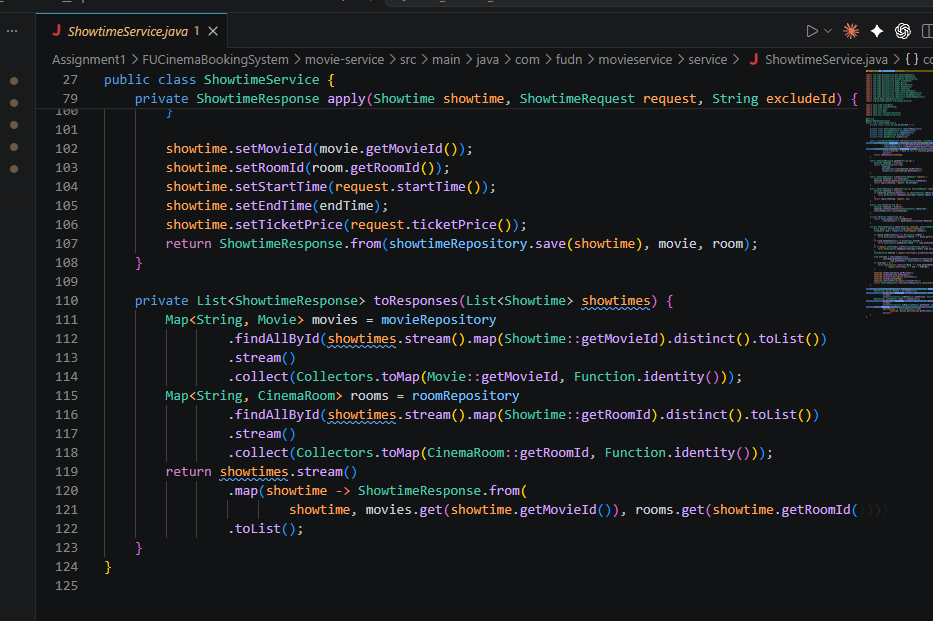 ShowtimeService.java 1
Assignment1 > FUCinemaBookingSystem > movie-service > src > main > java > com > fudn > movieservice > service > ShowtimeService.java > {}
27 public class ShowtimeService {
79 private ShowtimeResponse apply(Showtime showtime, ShowtimeRequest request, String excludeId) {
100 }
101
102 showtime.setMovieId(movie.getMovieId());
103 showtime.setRoomId(room.getRoomId());
104 showtime.setStartTime(request.startTime());
105 showtime.setEndTime(endTime);
106 showtime.setTicketPrice(request.ticketPrice());
107 return ShowtimeResponse.from(showtimeRepository.save(showtime), movie, room);
108 }
109
110 private List<ShowtimeResponse> toResponses(List<Showtime> showtimes) {
111 Map<String, Movie> movies = movieRepository
112 .findAllById(showtimes.stream().map(Showtime::getMovieId).distinct().toList())
113 .stream()
114 .collect(Collectors.toMap(Movie::getMovieId, Function.identity()));
115 Map<String, CinemaRoom> rooms = roomRepository
116 .findAllById(showtimes.stream().map(Showtime::getRoomId).distinct().toList())
117 .stream()
118 .collect(Collectors.toMap(CinemaRoom::getRoomId, Function.identity()));
119 return showtimes.stream()
120 .map(showtime -> ShowtimeResponse.from(
121 showtime, movies.get(showtime.getMovieId()), rooms.get(showtime.getRoomId())))
122 .toList();
123 }
124 }
125